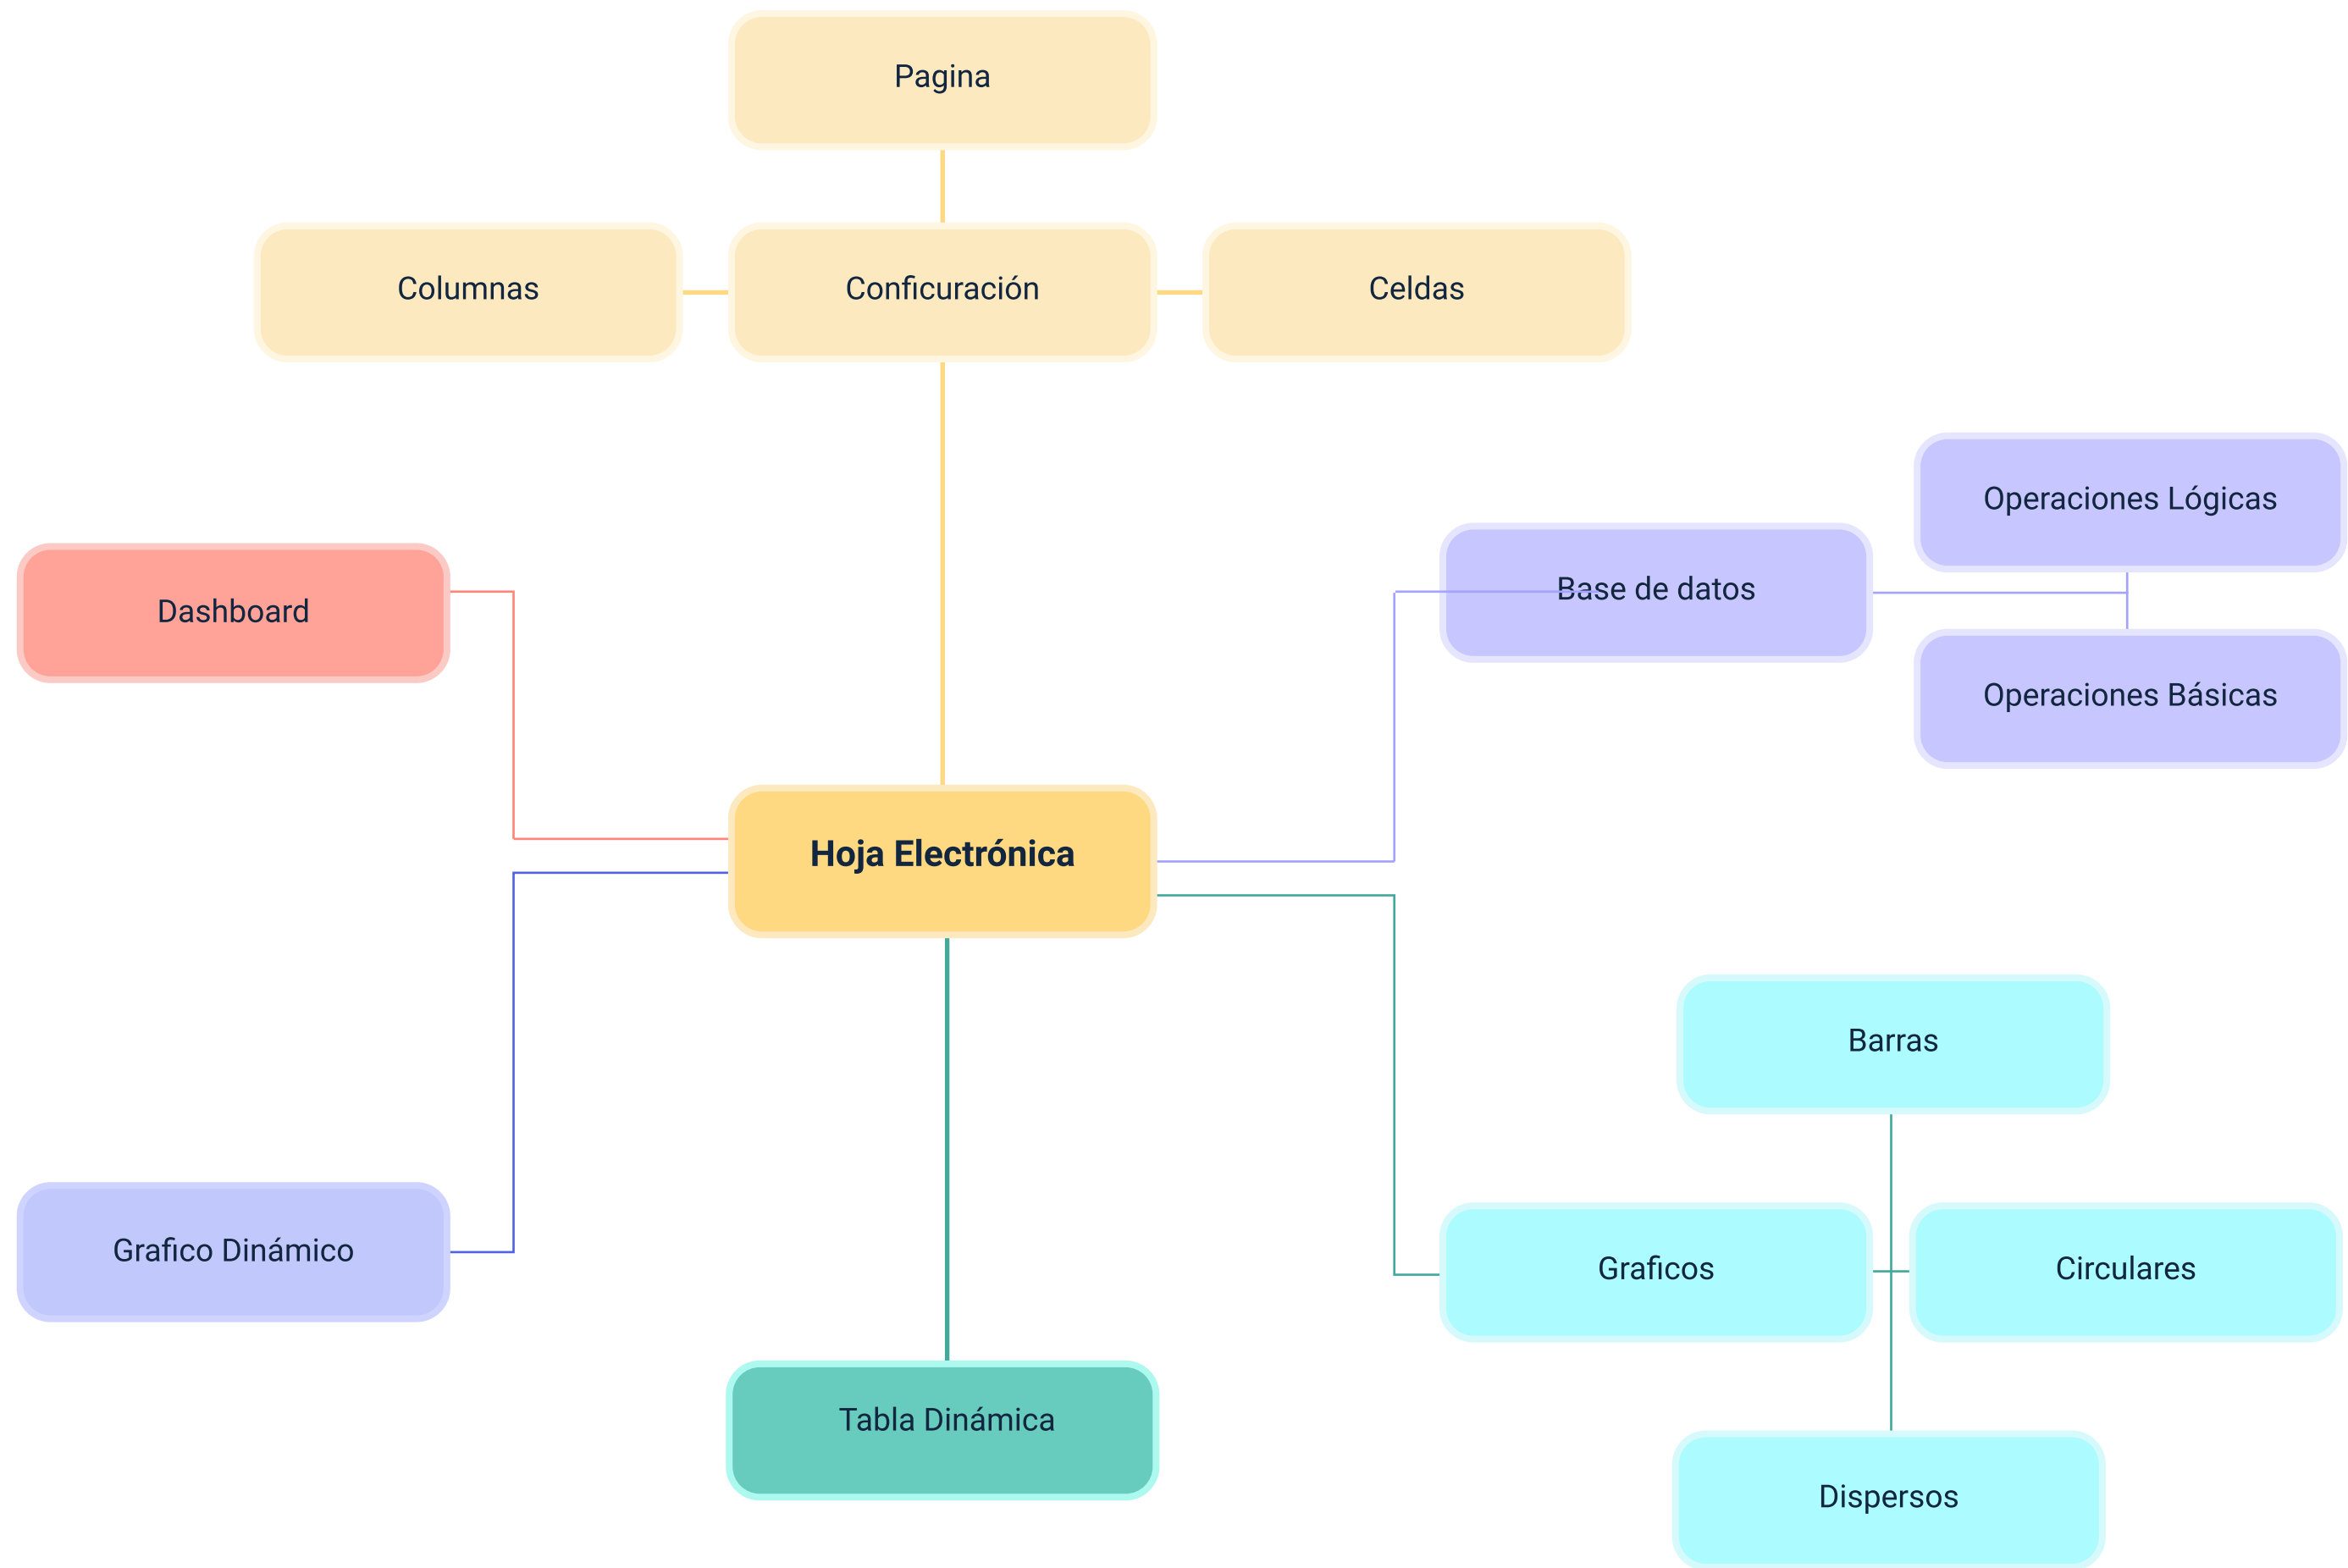 Pagina
Columnas
Conficuración
Celdas
Operaciones Lógicas
Base de datos
Dashboard
Operaciones Básicas
Hoja Electrónica
Barras
Grafico Dinámico
Graficos
Circulares
Tabla Dinámica
Dispersos